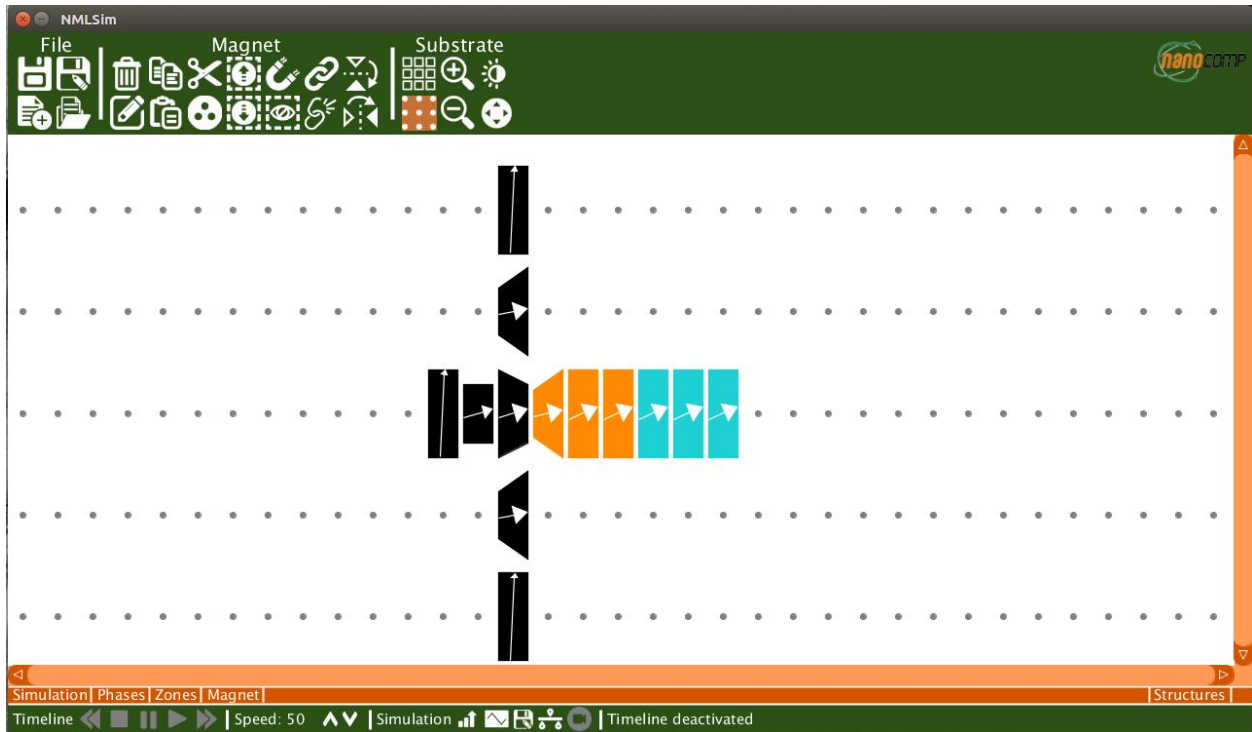 NMLSim
File Magnet Substrate
nanocomp
Simulation| Phases| Zones| Magnet| |Structures|
Timeline |Speed: 50 |Simulation |Timeline deactivated